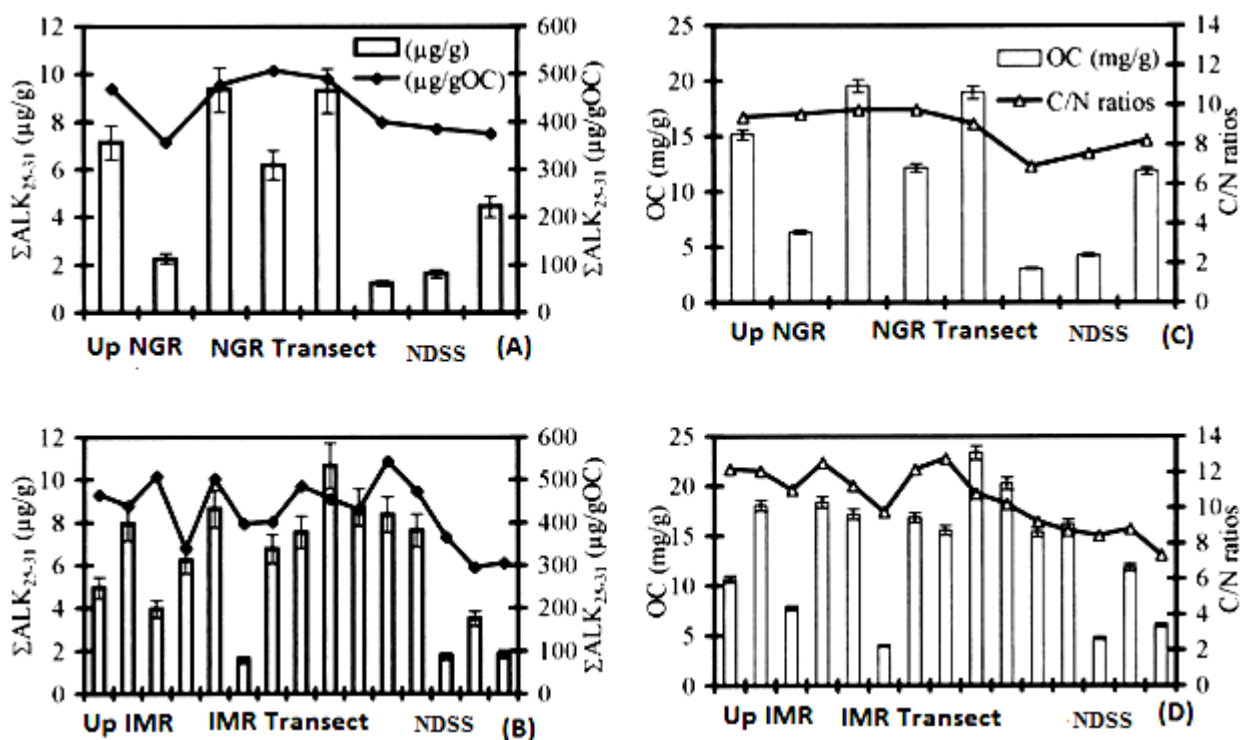 12
10
8
6
4
2
0
ΣALK25-31 (µg/g)
600
500
400
300
200
100
0
ΣALK25-31 (µg/gOC)
(µg/g)
(µg/gOC)
Up NGR
NGR Transect
NDSS
(A)
25
20
15
10
5
0
OC (mg/g)
14
12
10
8
6
4
2
0
C/N ratios
OC (mg/g)
C/N ratios
Up NGR
NGR Transect
NDSS
(C)
12
10
8
6
4
2
0
ΣALK25-31 (µg/g)
600
500
400
300
200
100
0
ΣALK25-31 (µg/gOC)
Up IMR
IMR Transect
NDSS
(B)
25
20
15
10
5
0
OC (mg/g)
14
12
10
8
6
4
2
0
C/N ratios
Up IMR
IMR Transect
NDSS
(D)